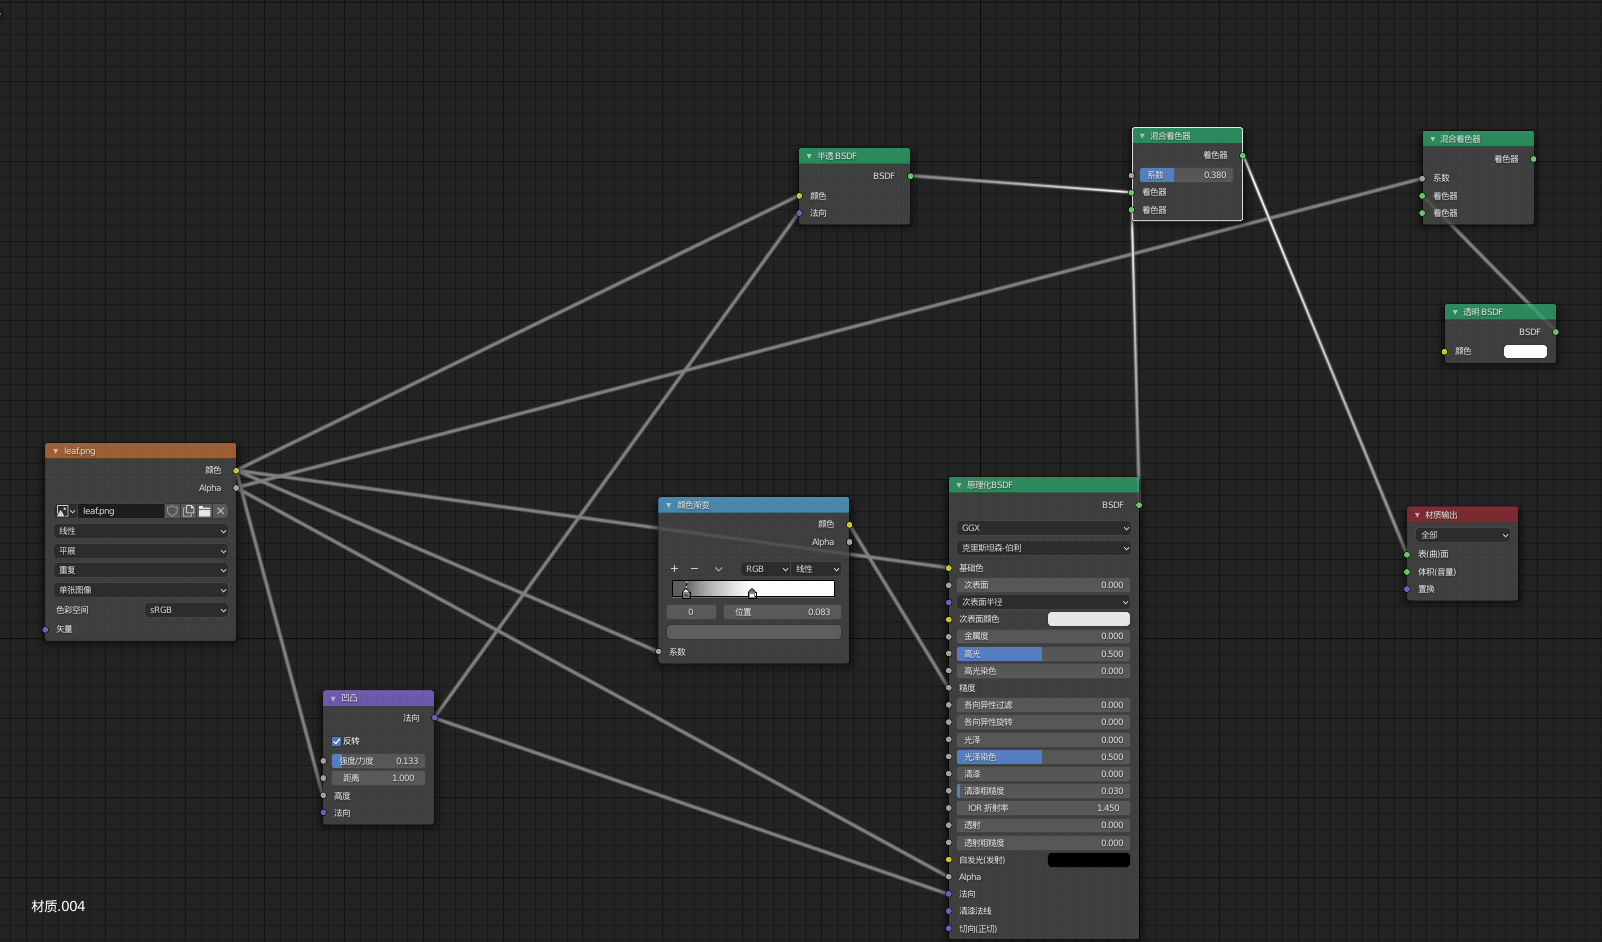 半透 BSDF
BSDF
颜色
法向
混合着色器
着色器
系数 0.380
着色器
着色器
混合着色器
着色器
系数
着色器
着色器
透明 BSDF
BSDF
颜色
leaf.png
颜色
Alpha
leaf.png
线性
平展
重复
单张图像
色彩空间 sRGB
矢量
颜色渐变
颜色
Alpha
RGB 线性
0 位置 0.083
系数
凹凸
法向
反转
强度/力度 0.133
距离 1.000
高度
法向
原理化BSDF
BSDF
GGX
克里斯坦森-伯利
基础色
次表面 0.000
次表面半径
次表面颜色
金属度 0.000
高光 0.500
高光染色 0.000
糙度
各向异性过滤 0.000
各向异性旋转 0.000
光泽 0.000
光泽染色 0.500
清漆 0.000
清漆粗糙度 0.030
IOR 折射率 1.450
透射 0.000
透射粗糙度 0.000
自发光(发射)
Alpha
法向
清漆法线
切向(正切)
材质输出
全部
表(曲)面
体积(音量)
置换
材质.004